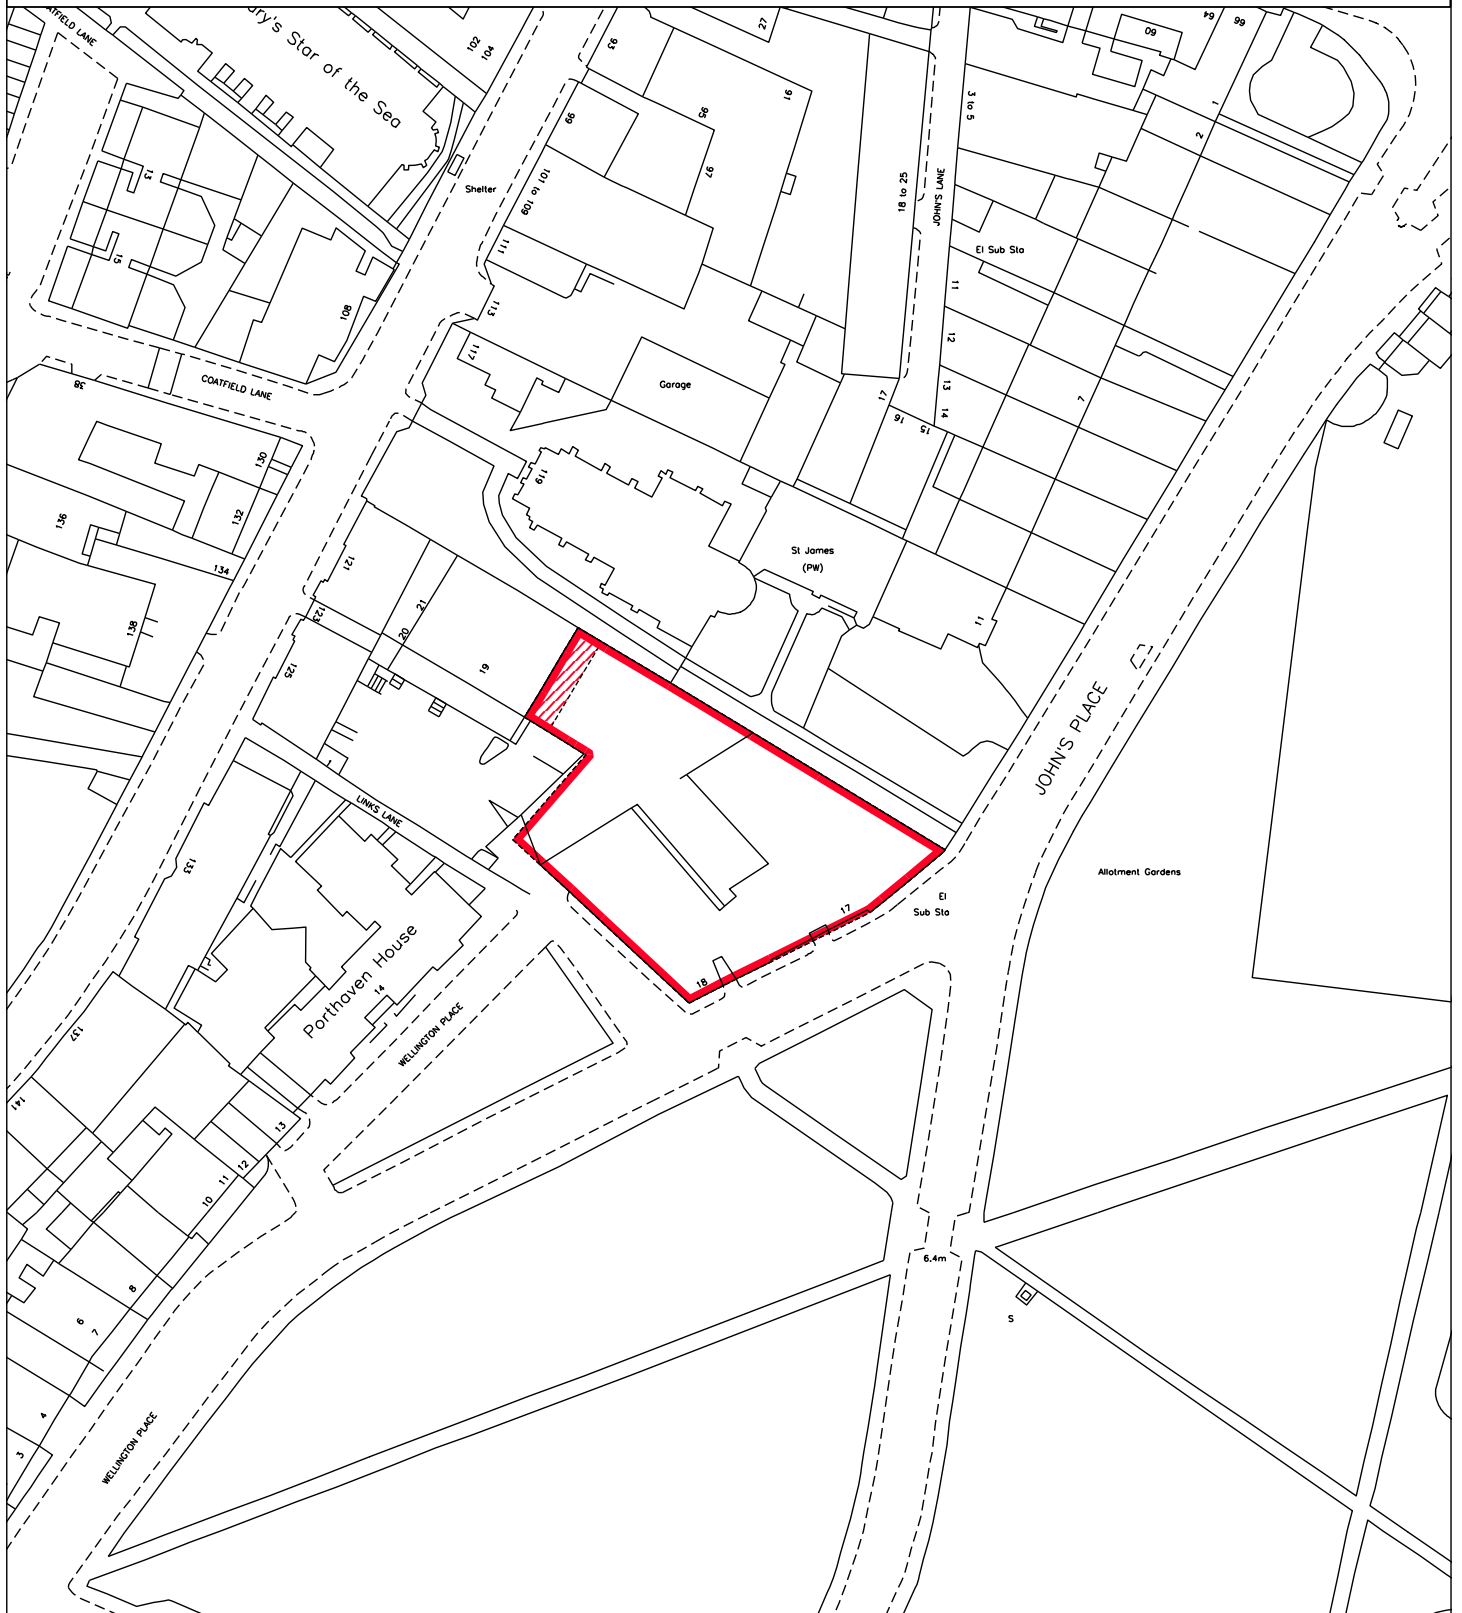 ATFIELD LANE
ury's Star of the Sea
102
104
93
27
91
64
66
60
3 to 5
1
2
99
95
97
101 to 109
Shelter
18 to 25
JOHN'S LANE
13
15
111
El Sub Sta
108
113
11
117
12
COATFIELD LANE
38
Garage
13
17
14
16
15
7
130
119
136
132
134
121
St James
(PW)
138
123
21
20
19
125
11
JOHN'S PLACE
LINKS LANE
133
Allotment Gardens
El
Sub Sta
17
18
Porthaven House
14
WELLINGTON PLACE
137
141
13
12
11
10
8
6
7
6.4m
S
4
3
WELLINGTON PLACE